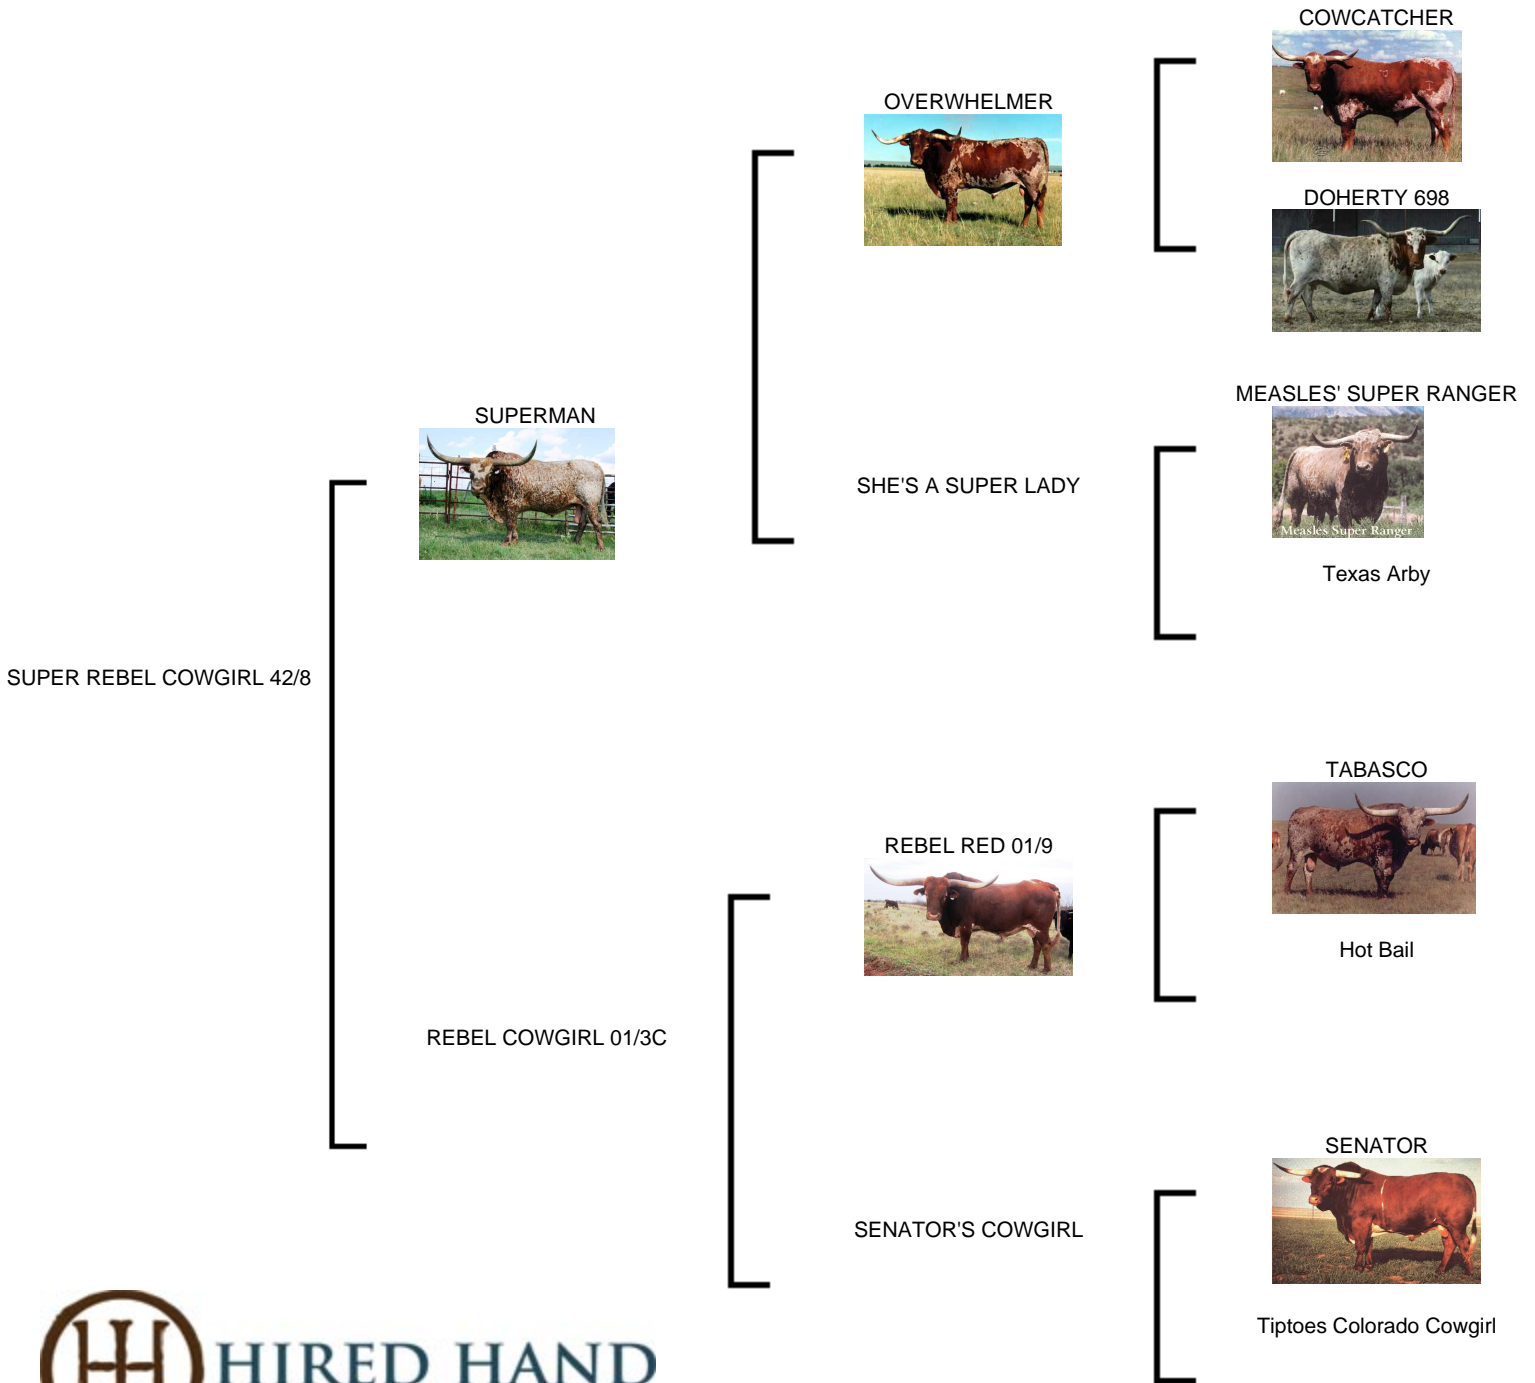 COWCATCHER
OVERWHELMER
DOHERTY 698
MEASLES' SUPER RANGER
SUPERMAN
SHE'S A SUPER LADY
Measles Super Ranger
Texas Arby
SUPER REBEL COWGIRL 42/8
TABASCO
REBEL RED 01/9
Hot Bail
REBEL COWGIRL 01/3C
SENATOR
SENATOR'S COWGIRL
Tiptoes Colorado Cowgirl
HIRED HAND